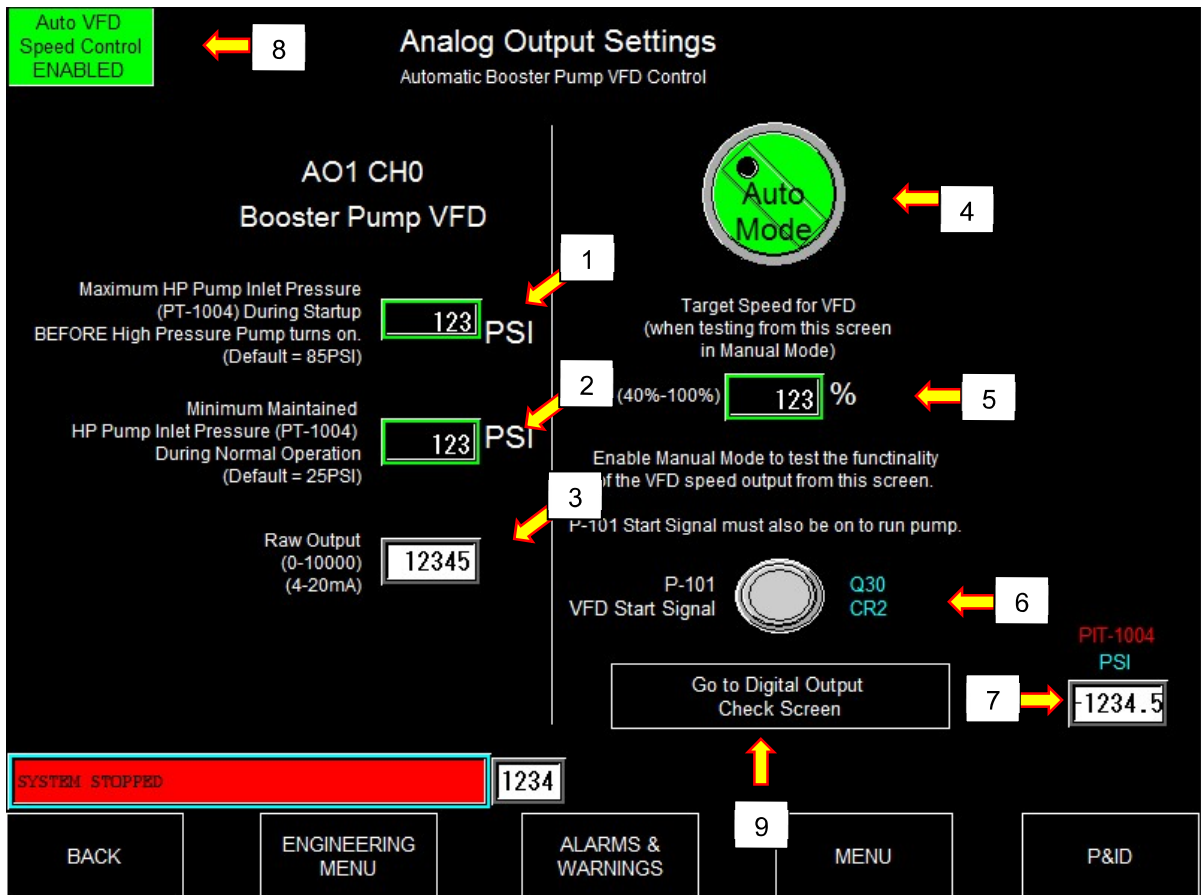 Auto VFD
Speed Control
ENABLED
8
Analog Output Settings
Automatic Booster Pump VFD Control
AO1 CH0
Booster Pump VFD
1
Maximum HP Pump Inlet Pressure
(PT-1004) During Startup
BEFORE High Pressure Pump turns on.
(Default = 85PSI)
123 PSI
2
Minimum Maintained
HP Pump Inlet Pressure (PT-1004)
During Normal Operation
(Default = 25PSI)
123 PSI
3
Raw Output
(0-10000)
(4-20mA)
12345
Auto
Mode
4
Target Speed for VFD
(when testing from this screen
in Manual Mode)
(40%-100%) 123 %
5
Enable Manual Mode to test the functinality
of the VFD speed output from this screen.
P-101 Start Signal must also be on to run pump.
P-101
VFD Start Signal
Q30
CR2
6
Go to Digital Output
Check Screen
7
PIT-1004
PSI
-1234.5
SYSTEM STOPPED
1234
9
BACK
ENGINEERING
MENU
ALARMS &
WARNINGS
MENU
P&ID